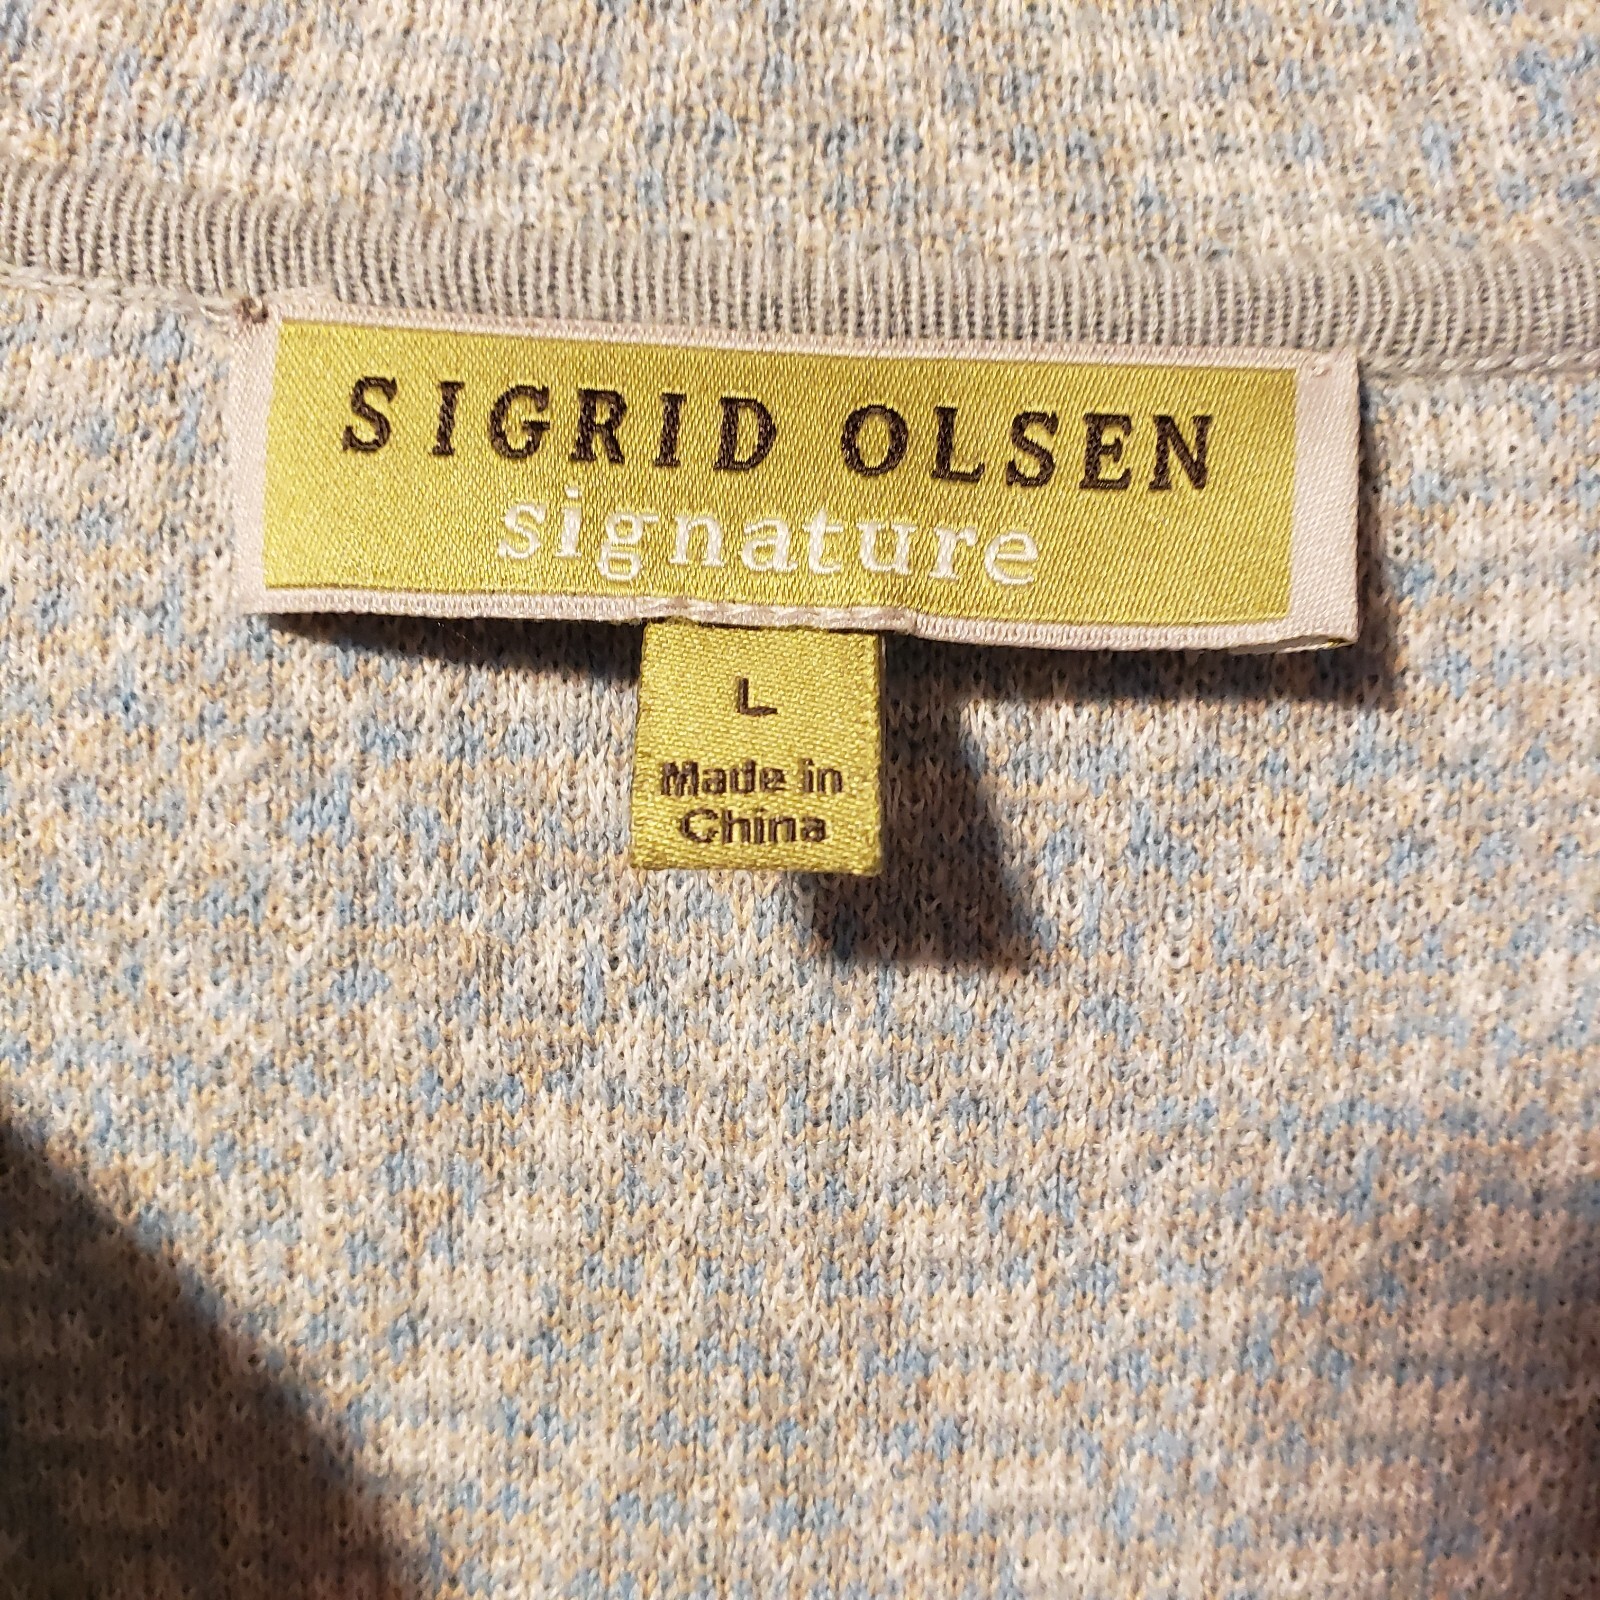 SIGRID OLSEN
signature
L
Made in
China